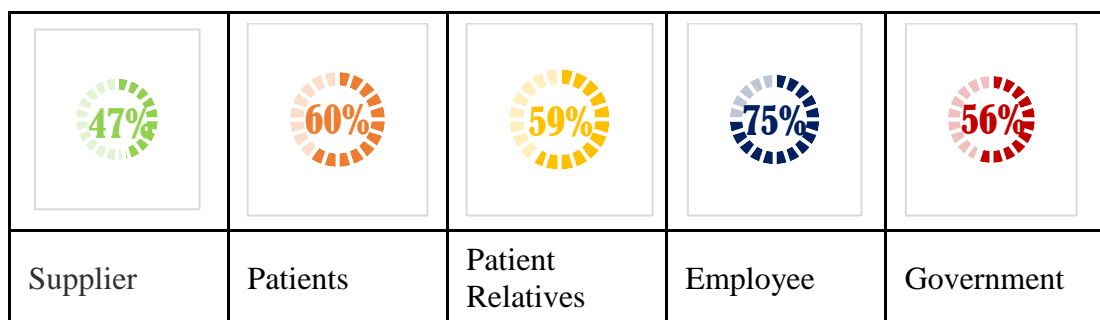 47%
60%
59%
75%
56%
Supplier
Patients
Patient
Relatives
Employee
Government